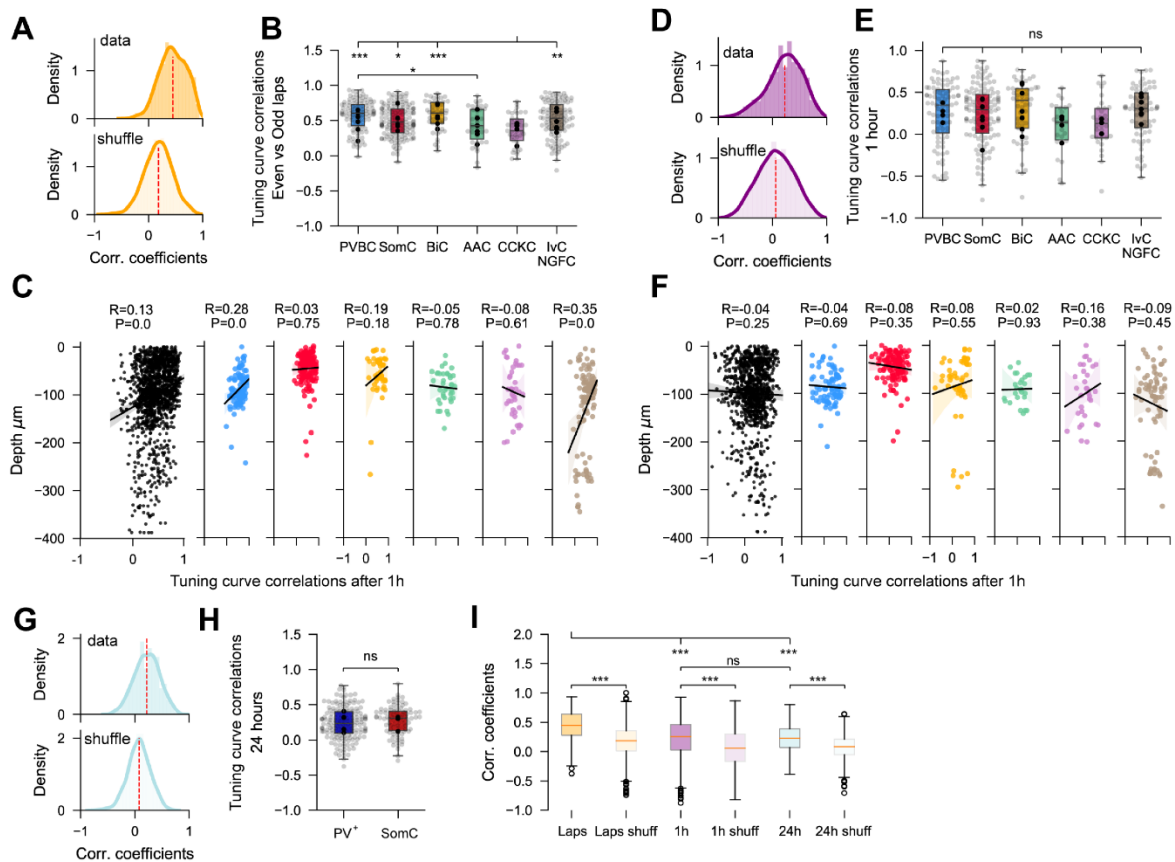 A
data
Density
1
0
shuffle
Density
1
0
−1
0
1
Corr. coefficients
B
Tuning curve correlations
Even vs Odd laps
1.5
1.0
0.5
0.0
−0.5
−1.0
***
*
***
**
*
PVBC
SomC
BiC
AAC
CCKC
IvC
NGFC
D
data
Density
1
0
shuffle
Density
1
0
−1
0
1
Corr. coefficients
E
Tuning curve correlations
1 hour
1.0
0.5
0.0
−0.5
−1.0
ns
PVBC
SomC
BiC
AAC
CCKC
IvC
NGFC
C
R=0.13
P=0.0
R=0.28
P=0.0
R=0.03
P=0.75
R=0.19
P=0.18
R=-0.05
P=0.78
R=-0.08
P=0.61
R=0.35
P=0.0
Depth μm
0
−100
−200
−300
−400
-1
0
1
−1
0
1
Tuning curve correlations after 1h
F
R=-0.04
P=0.25
R=-0.04
P=0.69
R=-0.08
P=0.35
R=0.08
P=0.55
R=0.02
P=0.93
R=0.16
P=0.38
R=-0.09
P=0.45
Depth μm
0
−100
−200
−300
−400
-1
0
1
−1
0
1
Tuning curve correlations after 1h
G
data
Density
2
0
shuffle
Density
2
0
−1
0
1
Corr. coefficients
H
Tuning curve correlations
24 hours
1.5
1.0
0.5
0.0
−0.5
−1.0
ns
PV⁺
SomC
I
Corr. coefficients
2.0
1.5
1.0
0.5
0.0
−0.5
−1.0
***
***
ns
***
***
***
Laps
Laps shuff
1h
1h shuff
24h
24h shuff